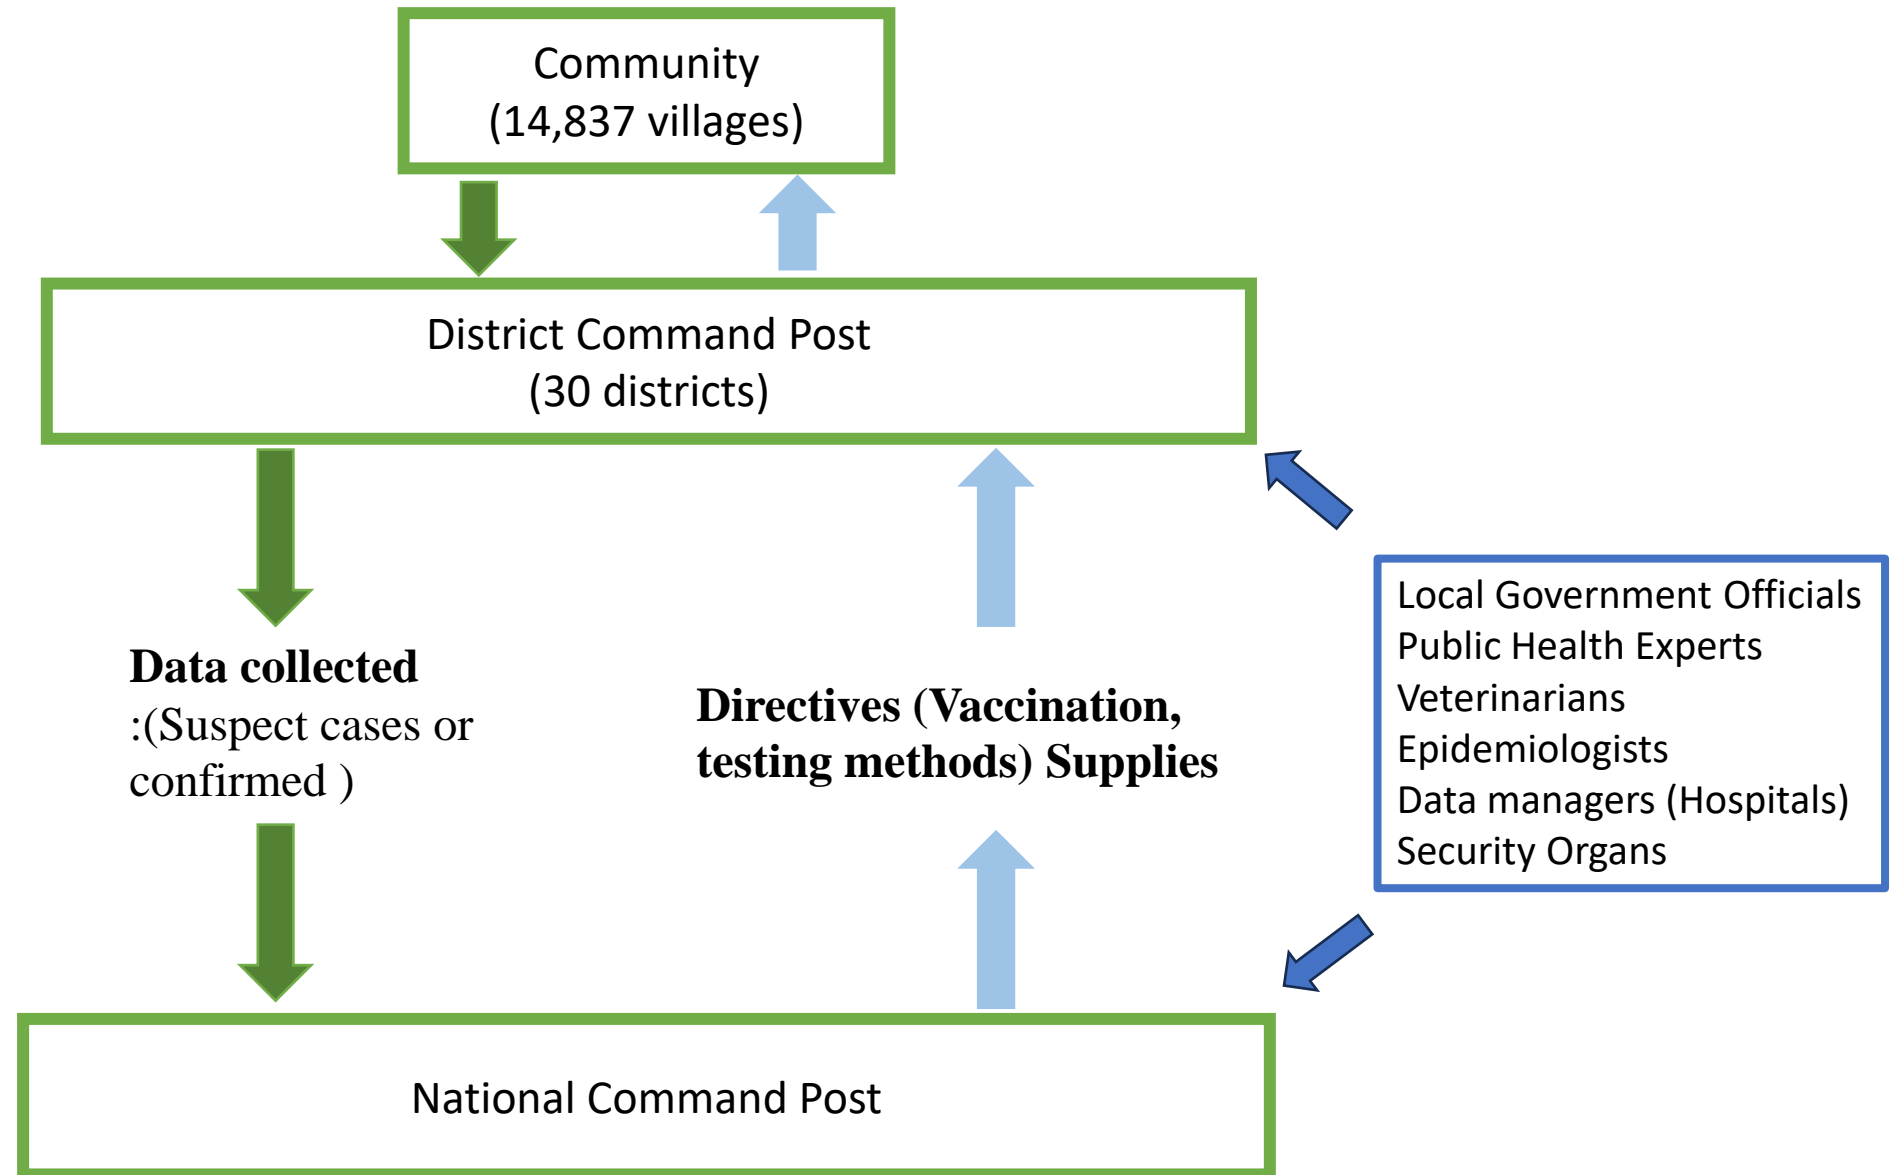 Community
(14,837 villages)
District Command Post
(30 districts)
Data collected
:(Suspect cases or
confirmed )
Directives (Vaccination,
testing methods) Supplies
Local Government Officials
Public Health Experts
Veterinarians
Epidemiologists
Data managers (Hospitals)
Security Organs
National Command Post